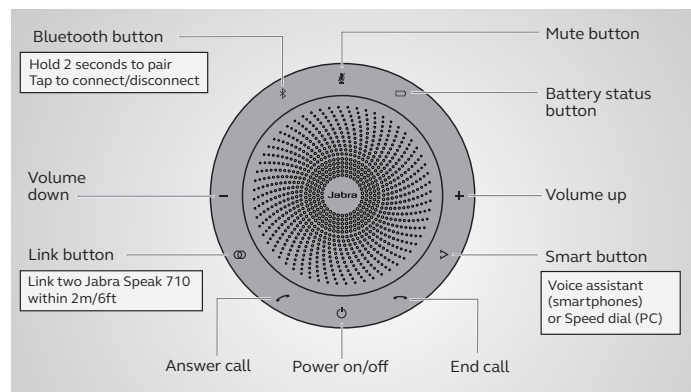 Bluetooth button
Hold 2 seconds to pair
Tap to connect/disconnect
Mute button
Battery status
button
Volume
down
Jabra
Volume up
Link button
Link two Jabra Speak 710
within 2m/6ft
Smart button
Voice assistant
(smartphones)
or Speed dial (PC)
Answer call
Power on/off
End call